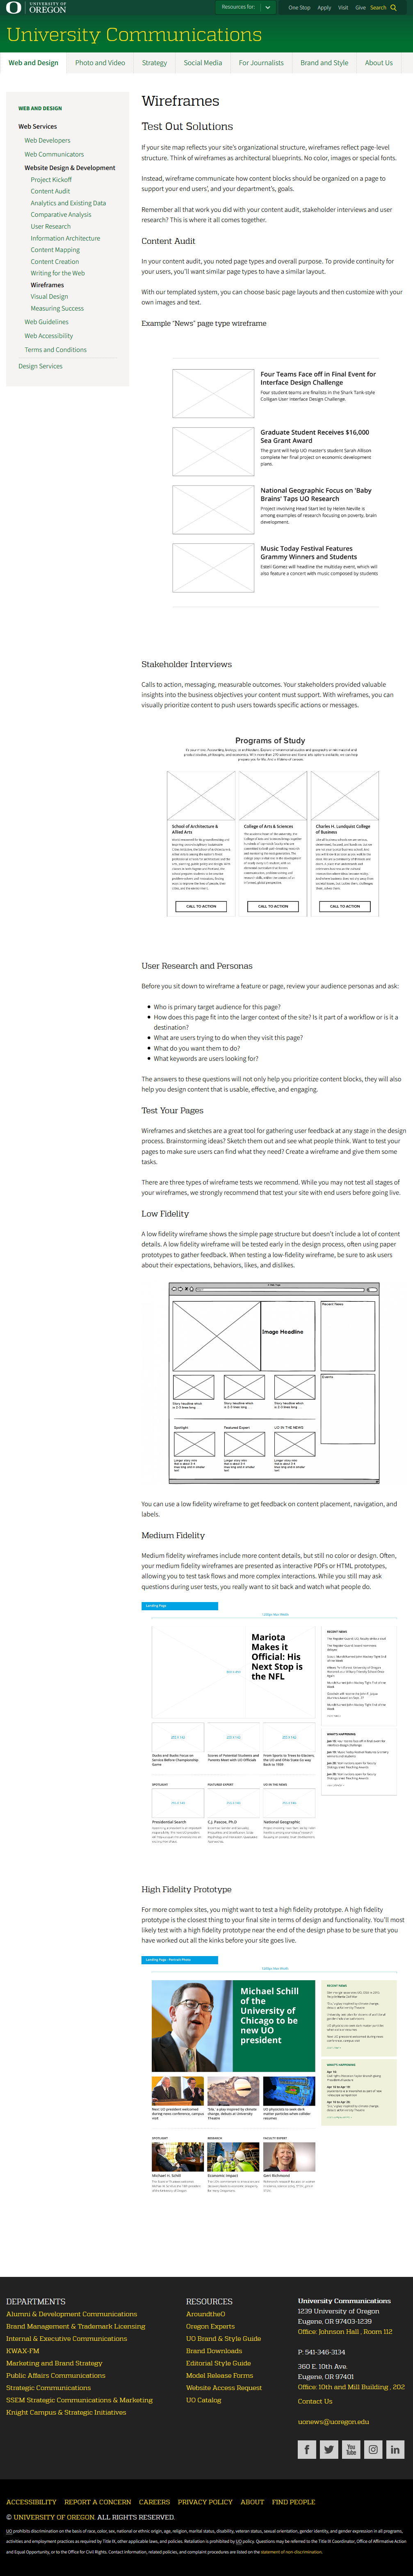 UNIVERSITY OF
OREGON
Resources for:
One Stop
Apply
Visit
Give
Search
University Communications
Web and Design
Photo and Video
Strategy
Social Media
For Journalists
Brand and Style
About Us
WEB AND DESIGN
Web Services
Web Developers
Web Communicators
Website Design & Development
Project Kickoff
Content Audit
Analytics and Existing Data
Comparative Analysis
User Research
Information Architecture
Content Mapping
Content Creation
Writing for the Web
Wireframes
Visual Design
Measuring Success
Web Guidelines
Web Accessibility
Terms and Conditions
Design Services
Wireframes
Test Out Solutions
If your site map reflects your site's organizational structure, wireframes reflect page-level
structure. Think of wireframes as architectural blueprints. No color, images or special fonts.
Instead, wireframe communicate how content blocks should be organized on a page to
support your end users', and your department's, goals.
Remember all that work you did with your content audit, stakeholder interviews and user
research? This is where it all comes together.
Content Audit
In your content audit, you noted page types and overall purpose. To provide continuity for
your users, you'll want similar page types to have a similar layout.
With our templated system, you can choose basic page layouts and then customize with your
own images and text.
Example "News" page type wireframe
Four Teams Face off in Final Event for
Interface Design Challenge
Four student teams are finalists in the Shark Tank-style
Colligan User Interface Design Challenge.
Graduate Student Receives $16,000
Sea Grant Award
The grant will help UO master's student Sarah Allison
complete her final project on economic development
plans.
National Geographic Focus on 'Baby
Brains' Taps UO Research
Project involving Head Start led by Helen Neville is
among examples of research focusing on poverty, brain
development.
Music Today Festival Features
Grammy Winners and Students
Estell Gomez will headline the multiday event, which will
also feature a concert with music composed by students
Stakeholder Interviews
Calls to action, messaging, measurable outcomes. Your stakeholders provided valuable
insights into the business objectives your content must support. With wireframes, you can
visually prioritize content to push users towards specific actions or messages.
Programs of Study
School of Architecture &
Allied Arts
College of Arts & Sciences
Charles H. Lundquist College
of Business
CALL TO ACTION
CALL TO ACTION
CALL TO ACTION
User Research and Personas
Before you sit down to wireframe a feature or page, review your audience personas and ask:
Who is primary target audience for this page?
How does this page fit into the larger context of the site? Is it part of a workflow or is it a
destination?
What are users trying to do when they visit this page?
What do you want them to do?
What keywords are users looking for?
The answers to these questions will not only help you prioritize content blocks, they will also
help you design content that is usable, effective, and engaging.
Test Your Pages
Wireframes and sketches are a great tool for gathering user feedback at any stage in the design
process. Brainstorming ideas? Sketch them out and see what people think. Want to test your
pages to make sure users can find what they need? Create a wireframe and give them some
tasks.
There are three types of wireframe tests we recommend. While you may not test all stages of
your wireframes, we strongly recommend that test your site with end users before going live.
Low Fidelity
A low fidelity wireframe shows the simple page structure but doesn't include a lot of content
details. A low fidelity wireframe will be tested early in the design process, often using paper
prototypes to gather feedback. When testing a low-fidelity wireframe, be sure to ask users
about their expectations, behaviors, likes, and dislikes.
Recent News
Image Headline
Events
Story headline short
is 2-3 lines long
Story headline short
is 2-3 lines long
Story headline short
is 2-3 lines long
Spotlight
Featured Expert
UO IN THE NEWS
You can use a low fidelity wireframe to get feedback on content placement, navigation, and
labels.
Medium Fidelity
Medium fidelity wireframes include more content details, but still no color or design. Often,
your medium fidelity wireframes are presented as interactive PDFs or HTML prototypes,
allowing you to test task flows and more complex interactions. While you still may ask
questions during user tests, you really want to sit back and watch what people do.
Landing Page
Mariota
Makes it
Official: His
Next Stop is
the NFL
RECENT NEWS
WHAT'S HAPPENING
Ducks and Bucks Focus on
Service Before Championship
Game
Scores of Potential Students and
Parents Meet with UO Officials
From Sports to Trees to Electors,
the UO and Ohio State Go way
Back to 1959
SPOTLIGHT
FEATURED EXPERT
UO IN THE NEWS
Presidential Search
C.J. Pascoe, Ph.D
National Geographic
High Fidelity Prototype
For more complex sites, you might want to test a high fidelity prototype. A high fidelity
prototype is the closest thing to your final site in terms of design and functionality. You'll most
likely test with a high fidelity prototype near the end of the design phase to be sure that you
have worked out all the kinks before your site goes live.
Landing Page - Portrait Photo
Michael Schill
of the
University of
Chicago to be
new UO
president
RECENT NEWS
WHAT'S HAPPENING
Next UO president welcomed
during news conference, campus
visit
'Silo,' a play inspired by climate
change, debuts at University
Theatre
UO physicists to seek dark
matter particles when collider
resumes
SPOTLIGHT
RESEARCH
FACULTY EXPERT
Michael H. Schill
Economic Impact
Geri Richmond
DEPARTMENTS
Alumni & Development Communications
Brand Management & Trademark Licensing
Internal & Executive Communications
KWAX-FM
Marketing and Brand Strategy
Public Affairs Communications
Strategic Communications
SSEM Strategic Communications & Marketing
Knight Campus & Strategic Initiatives
RESOURCES
AroundtheO
Oregon Experts
UO Brand & Style Guide
Brand Downloads
Editorial Style Guide
Model Release Forms
Website Access Request
UO Catalog
University Communications
1239 University of Oregon
Eugene, OR 97403-1239
Office: Johnson Hall , Room 112
P: 541-346-3134
360 E. 10th Ave.
Eugene, OR 97401
Office: 10th and Mill Building , 202
Contact Us
uonews@uoregon.edu
ACCESSIBILITY
REPORT A CONCERN
CAREERS
PRIVACY POLICY
ABOUT
FIND PEOPLE
© UNIVERSITY OF OREGON. ALL RIGHTS RESERVED.
UO prohibits discrimination on the basis of race, color, sex, national or ethnic origin, age, religion, marital status, disability, veteran status, sexual orientation, gender identity, and gender expression in all programs,
activities and employment practices as required by Title IX, other applicable laws, and policies. Retaliation is prohibited by UO policy. Questions may be referred to the Title IX Coordinator, Office of Affirmative Action
and Equal Opportunity, or to the Office for Civil Rights. Contact information, related policies, and complaint procedures are listed on the statement of non-discrimination.